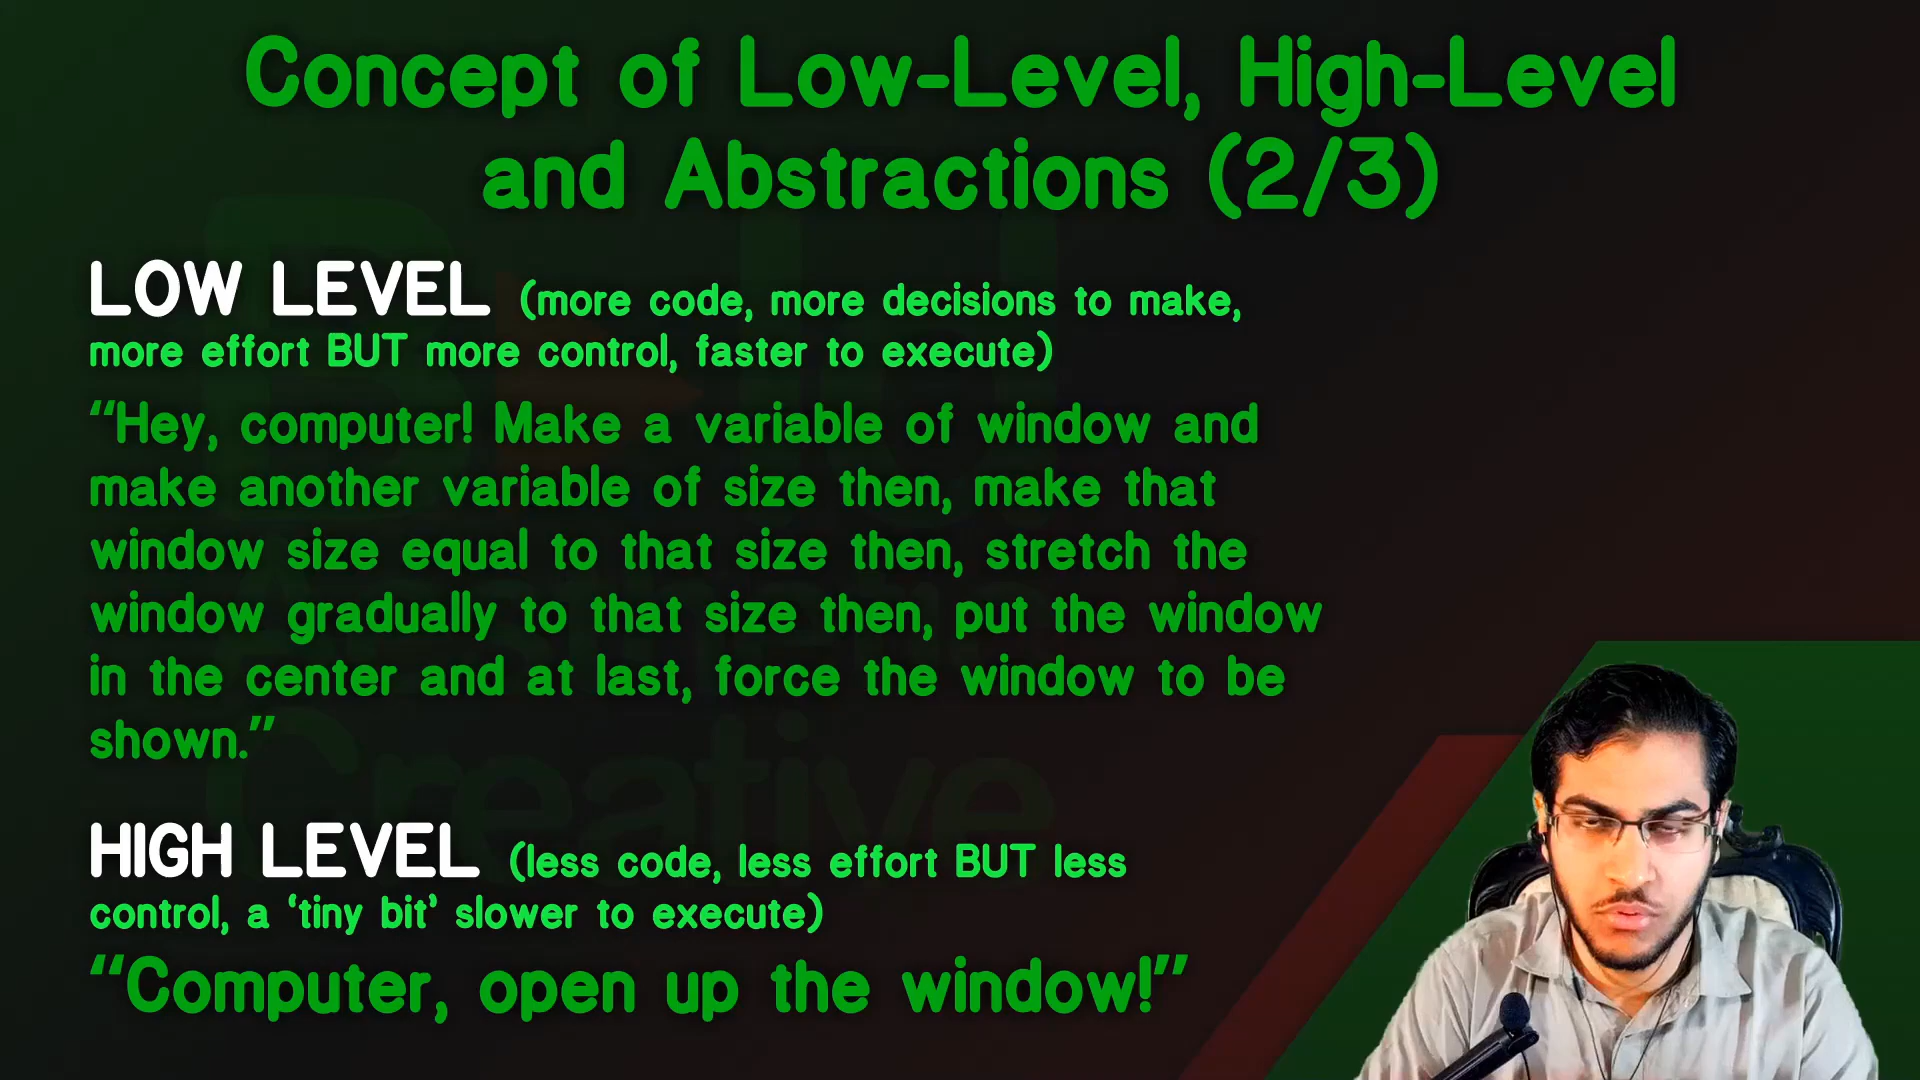 Concept of Low-Level, High-Level
and Abstractions (2/3)
LOW LEVEL (more code, more decisions to make,
more effort BUT more control, faster to execute)
“Hey, computer! Make a variable of window and
make another variable of size then, make that
window size equal to that size then, stretch the
window gradually to that size then, put the window
in the center and at last, force the window to be
shown.”
HIGH LEVEL (less code, less effort BUT less
control, a ‘tiny bit’ slower to execute)
“Computer, open up the window!”
Creative